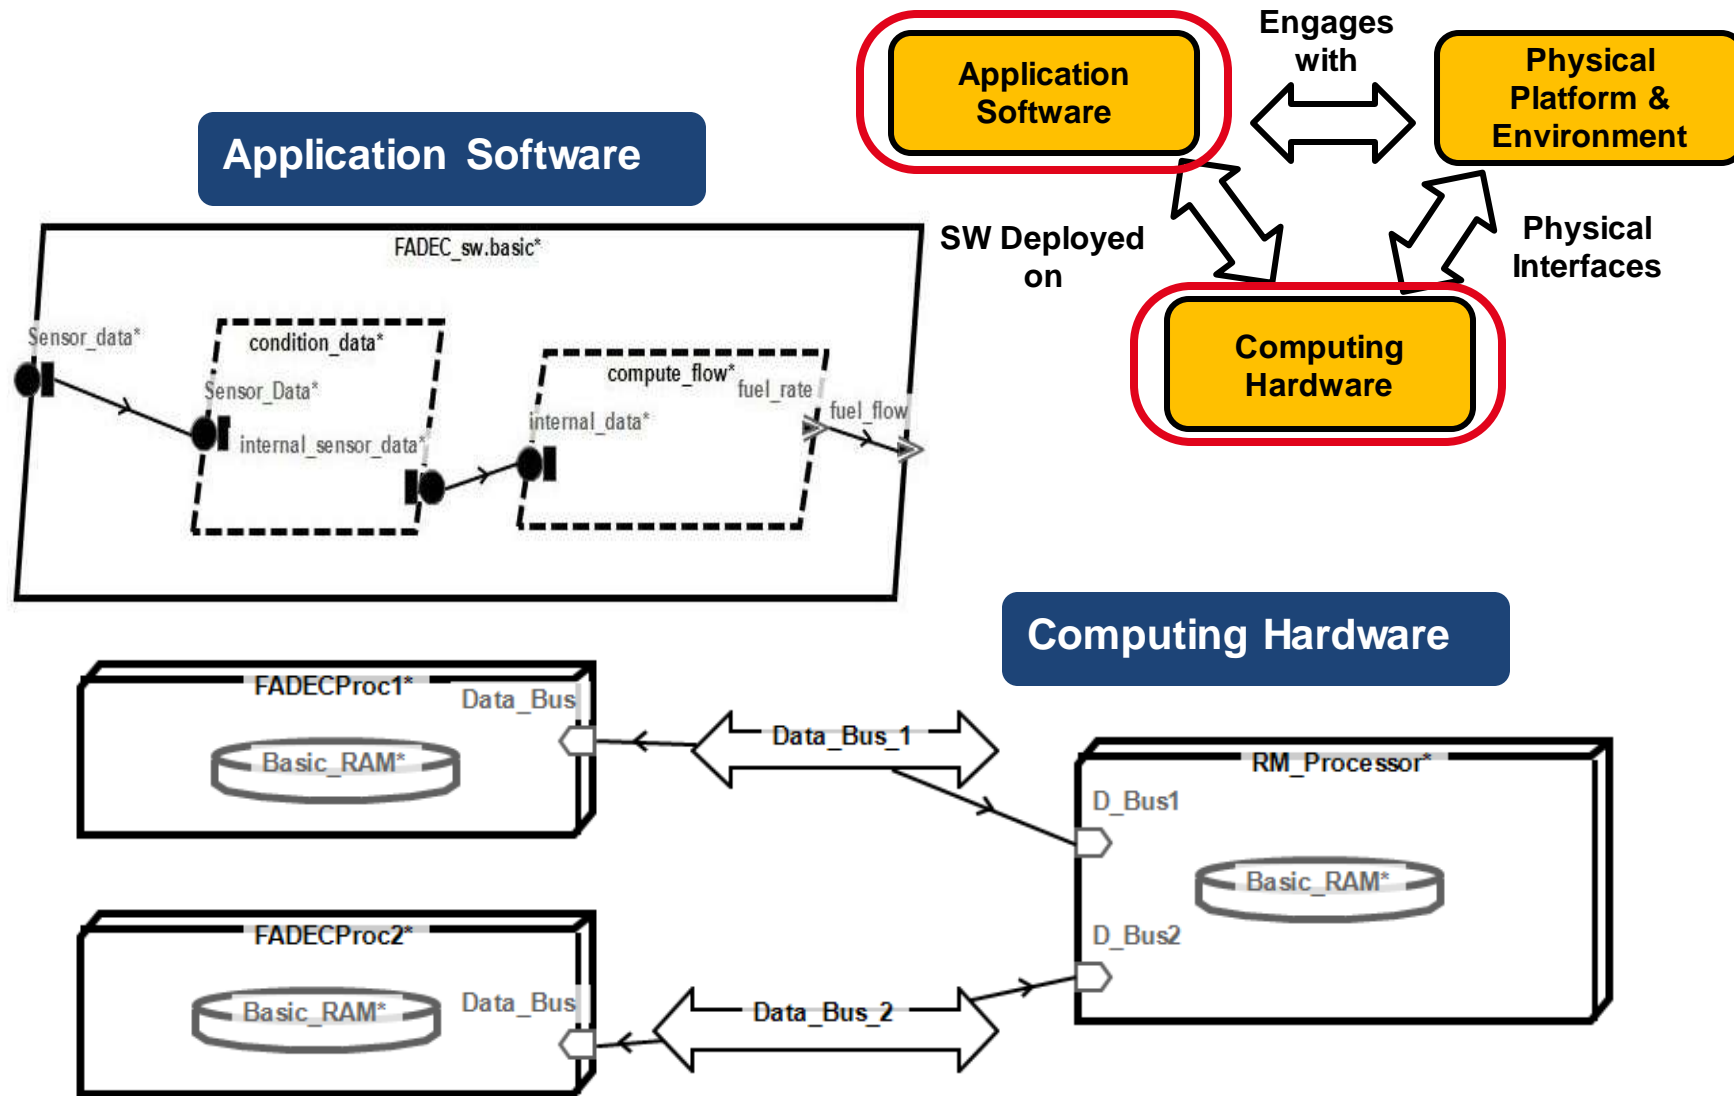 Application
Software
Engages
with
Physical
Platform &
Environment
SW Deployed
on
Physical
Interfaces
Computing
Hardware
Application Software
FADEC_sw.basic*
Sensor_data*
condition_data*
Sensor_Data*
internal_sensor_data*
compute_flow*
fuel_rate
internal_data*
fuel_flow
Computing Hardware
FADECProc1*
Data_Bus
Basic_RAM*
Data_Bus_1
RM_Processor*
D_Bus1
Basic_RAM*
D_Bus2
FADECProc2*
Basic_RAM*
Data_Bus
Data_Bus_2